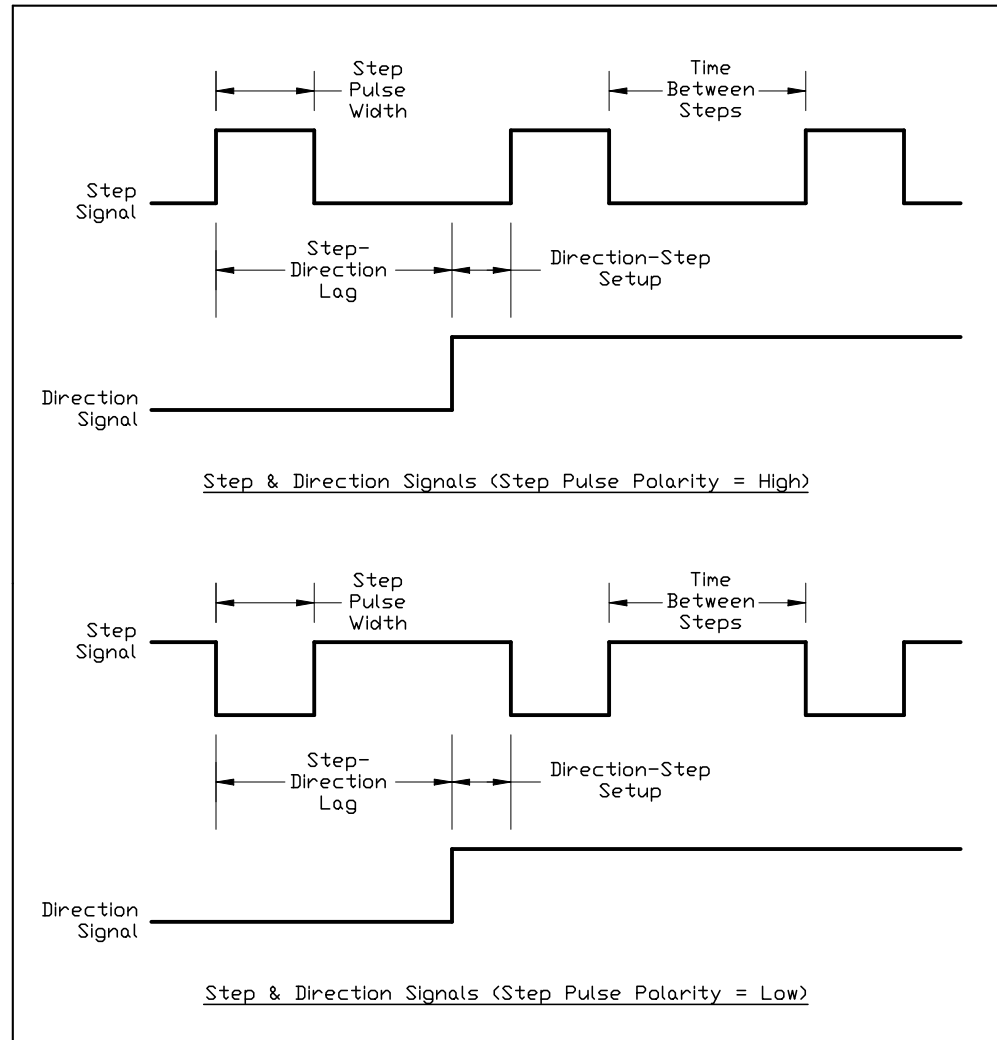 Step
Pulse
Width
Time
Between
Steps
Step
Signal
Step-
Direction
Lag
Direction-Step
Setup
Direction
Signal
Step & Direction Signals (Step Pulse Polarity = High)
Step
Pulse
Width
Time
Between
Steps
Step
Signal
Step-
Direction
Lag
Direction-Step
Setup
Direction
Signal
Step & Direction Signals (Step Pulse Polarity = Low)